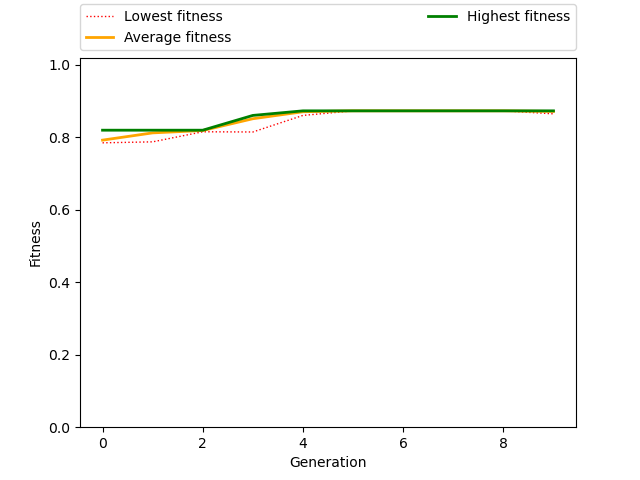 Lowest fitness
Average fitness
Highest fitness
1.0
0.8
0.6
0.4
0.2
0.0
Fitness
0 2 4 6 8
Generation